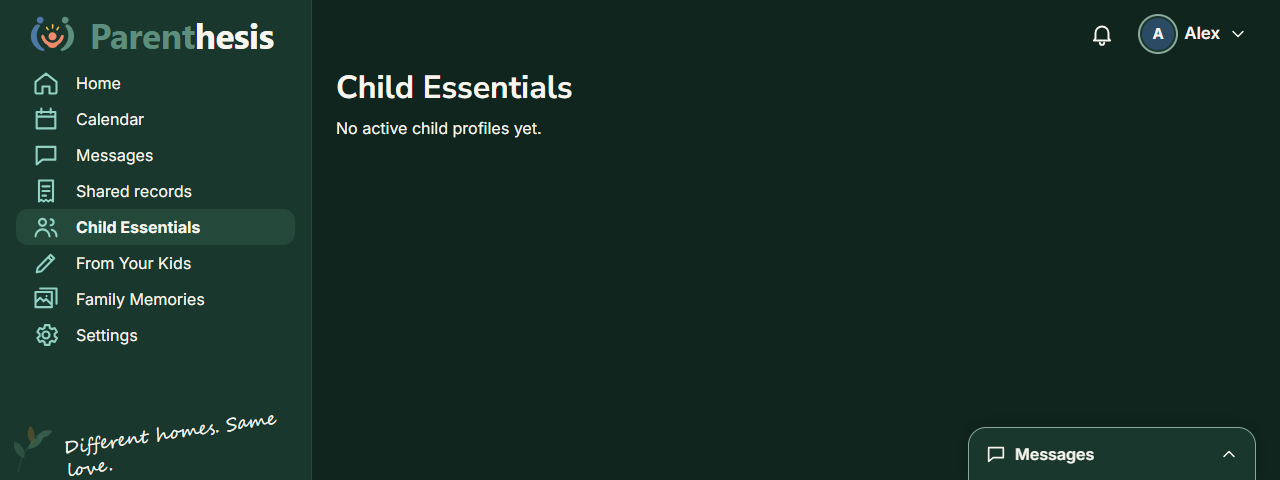 Parenthesis
Home
Calendar
Messages
Shared records
Child Essentials
From Your Kids
Family Memories
Settings
Different homes. Same
love.
A
Alex
Child Essentials
No active child profiles yet.
Messages